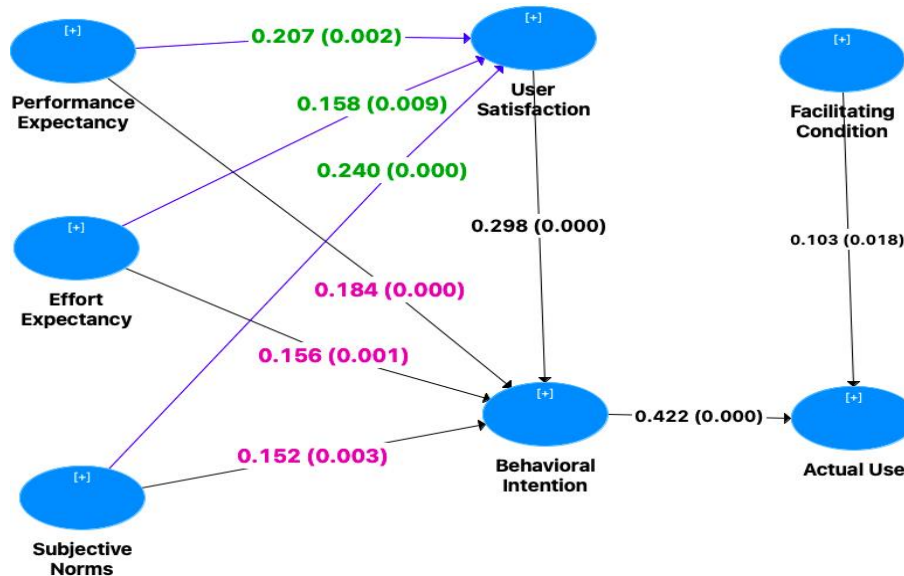 [+]
Performance
Expectancy
0.207 (0.002)
[+]
User
Satisfaction
[+]
Facilitating
Condition
0.158 (0.009)
0.240 (0.000)
[+]
Effort
Expectancy
0.298 (0.000)
0.103 (0.018)
0.184 (0.000)
0.156 (0.001)
0.152 (0.003)
[+]
Behavioral
Intention
0.422 (0.000)
[+]
Actual Use
[+]
Subjective
Norms